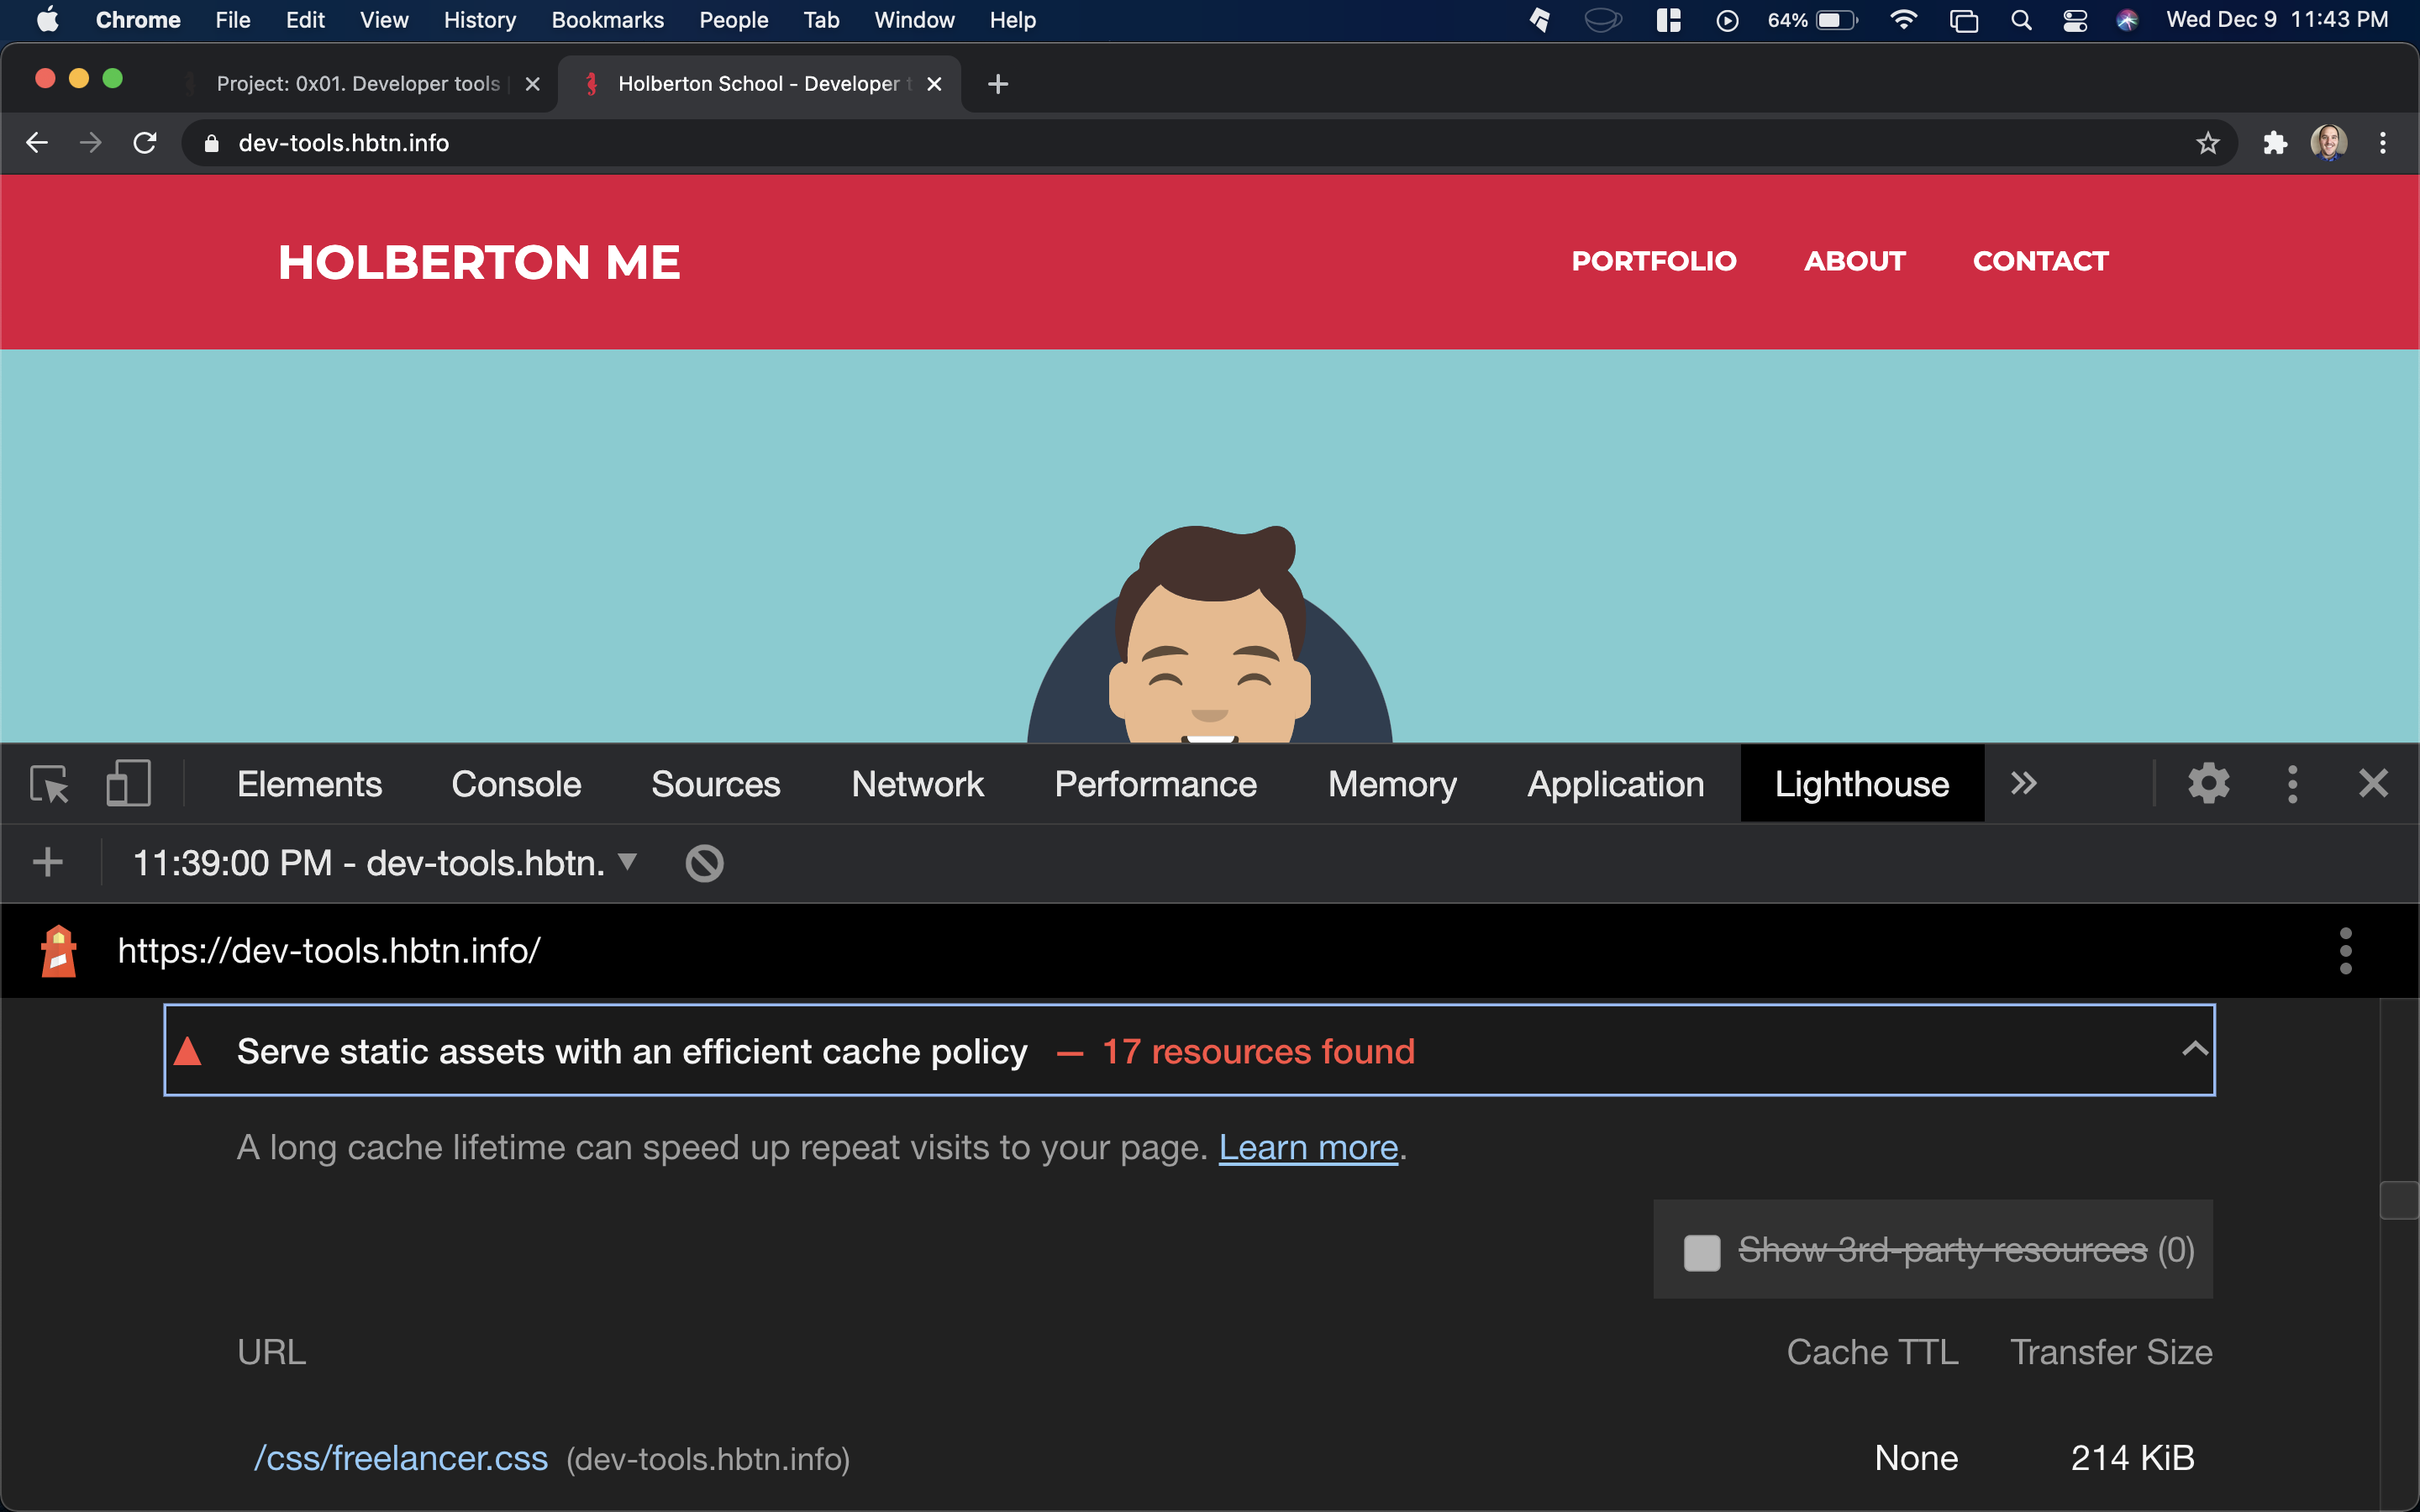 Chrome File Edit View History Bookmarks People Tab Window Help 64% Wed Dec 9 11:43 PM
Project: 0x01. Developer tools Holberton School - Developer t
dev-tools.hbtn.info
HOLBERTON ME PORTFOLIO ABOUT CONTACT
Elements Console Sources Network Performance Memory Application Lighthouse
11:39:00 PM - dev-tools.hbtn.
https://dev-tools.hbtn.info/
Serve static assets with an efficient cache policy — 17 resources found
A long cache lifetime can speed up repeat visits to your page. Learn more.
Show 3rd-party resources (0)
URL Cache TTL Transfer Size
/css/freelancer.css (dev-tools.hbtn.info) None 214 KiB